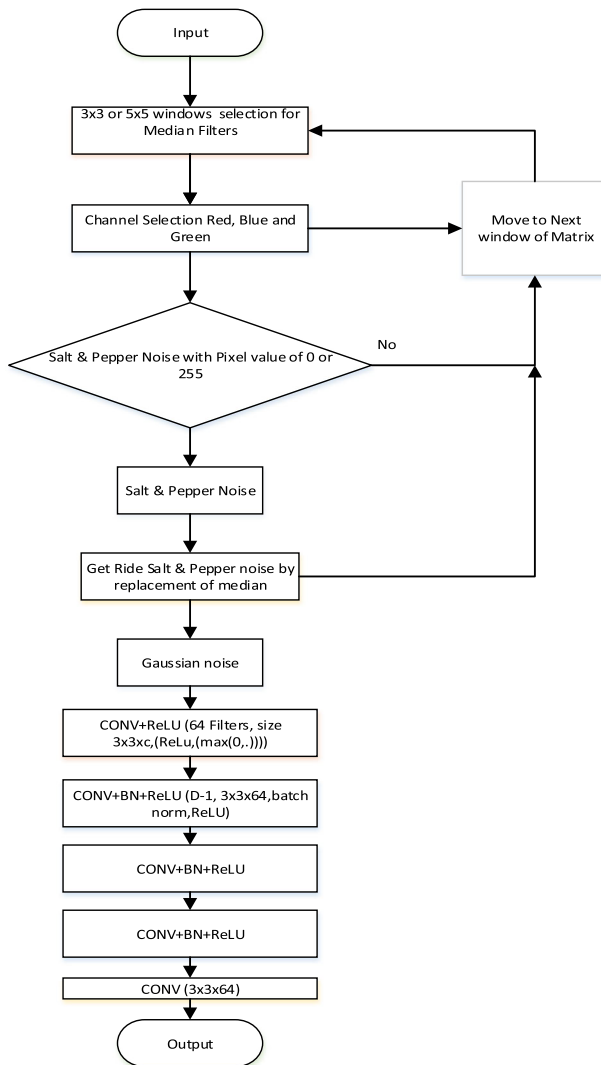 Input
3x3 or 5x5 windows selection for
Median Filters
Channel Selection Red, Blue and
Green
Move to Next
window of Matrix
Salt & Pepper Noise with Pixel value of 0 or
255
No
Salt & Pepper Noise
Get Ride Salt & Pepper noise by
replacement of median
Gaussian noise
CONV+ReLU (64 Filters, size
3x3xc,(ReLu,(max(0,.))))
CONV+BN+ReLU (D-1, 3x3x64,batch
norm,ReLU)
CONV+BN+ReLU
CONV+BN+ReLU
CONV (3x3x64)
Output